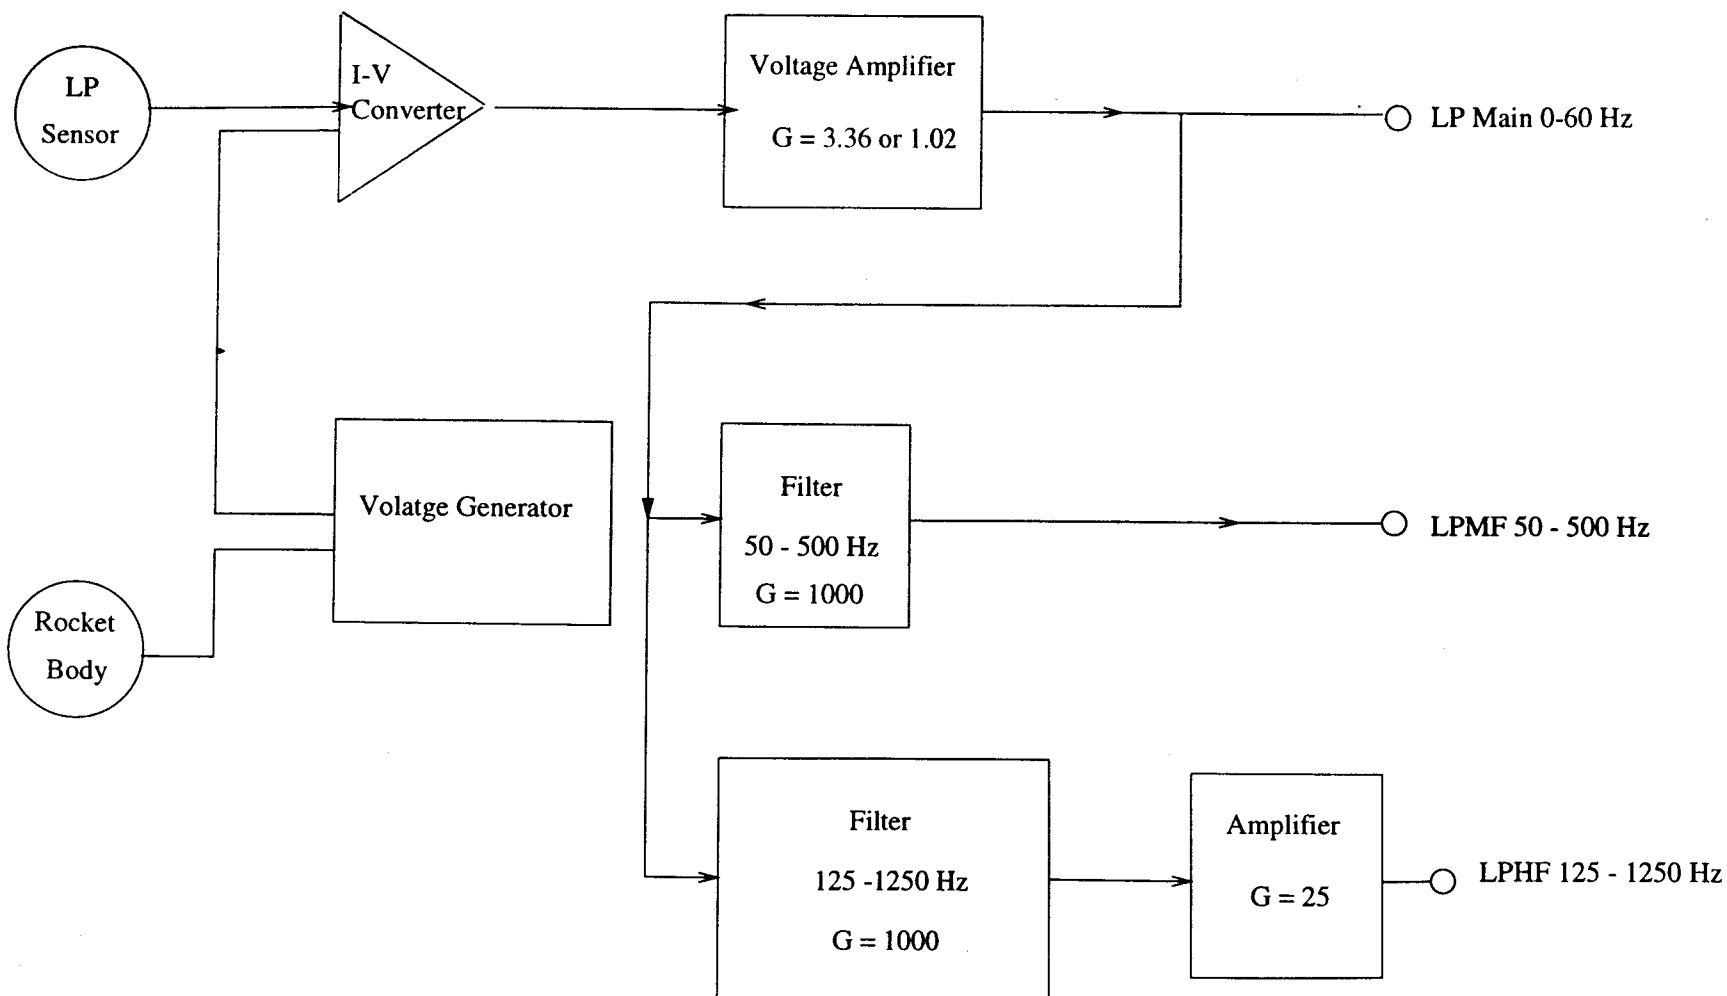 LP
Sensor
I-V
Converter
Voltage Amplifier
G = 3.36 or 1.02
LP Main 0-60 Hz
Volatge Generator
Rocket
Body
Filter
50 - 500 Hz
G = 1000
LPMF 50 - 500 Hz
Filter
125 -1250 Hz
G = 1000
Amplifier
G = 25
LPHF 125 - 1250 Hz